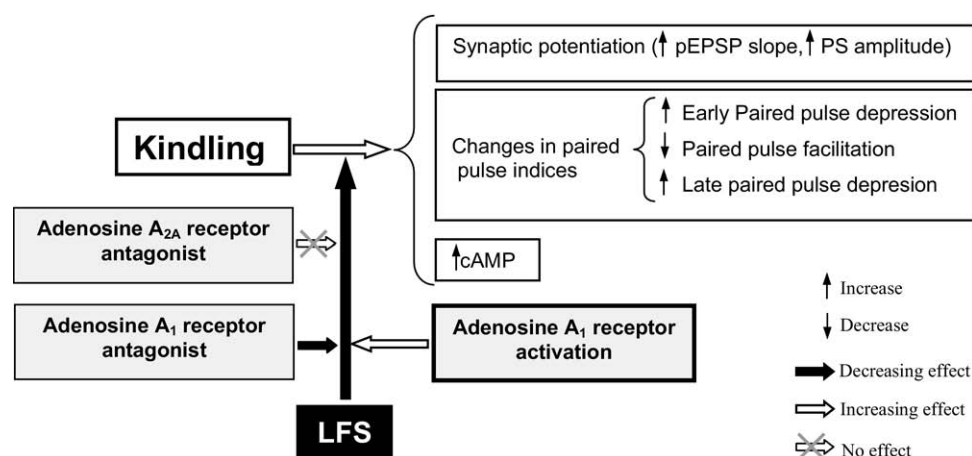 Synaptic potentiation (↑ pEPSP slope, ↑ PS amplitude)
Kindling
Changes in paired
pulse indices
↑ Early Paired pulse depression
↓ Paired pulse facilitation
↑ Late paired pulse depresion
↑cAMP
Adenosine A2A receptor
antagonist
Adenosine A1 receptor
antagonist
Adenosine A1 receptor
activation
LFS
↑ Increase
↓ Decrease
Decreasing effect
Increasing effect
No effect